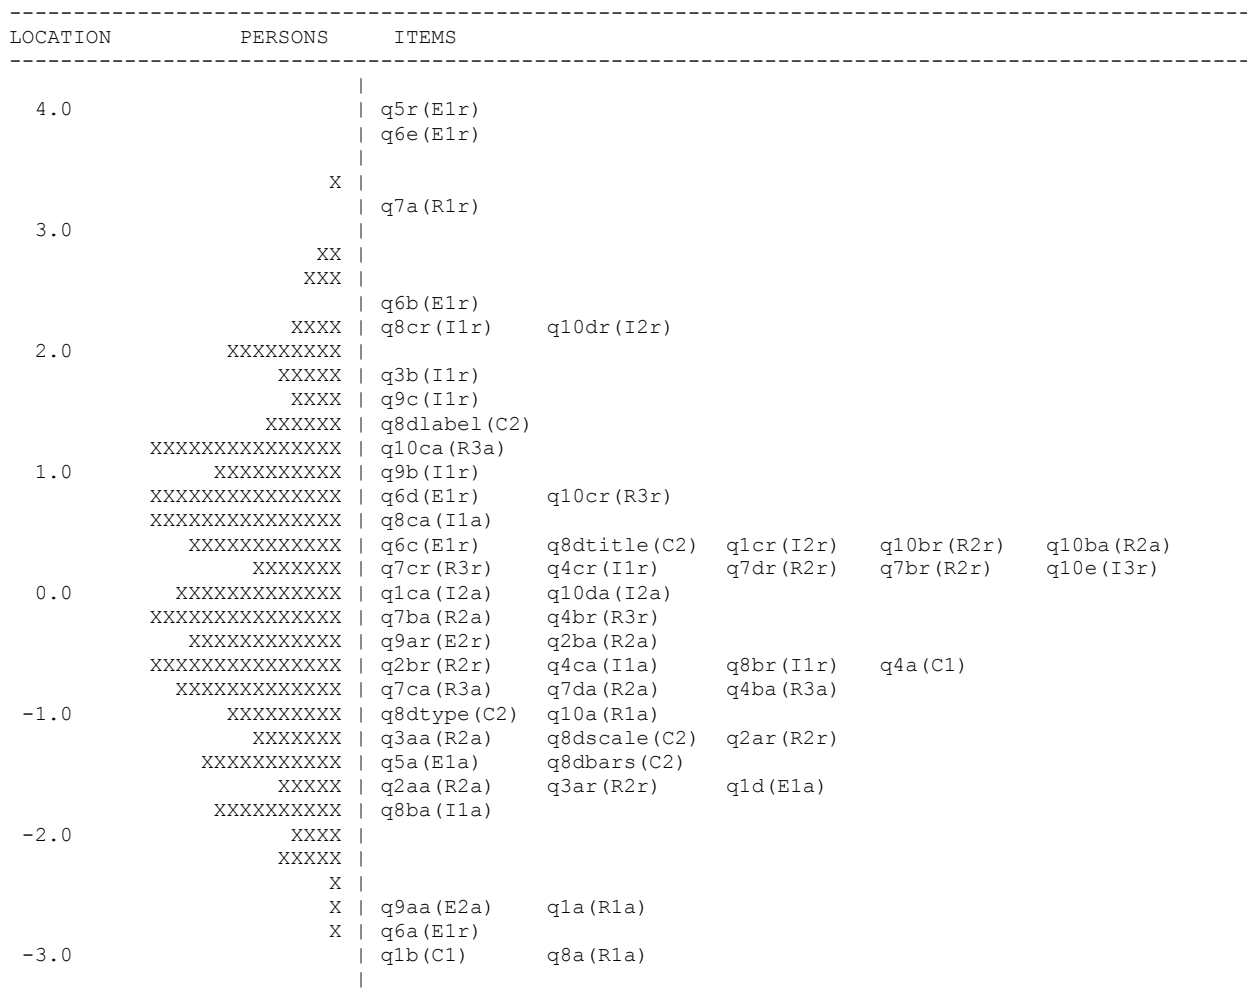 LOCATION PERSONS ITEMS
|
4.0 | q5r(E1r)
| q6e(E1r)
|
X |
| q7a(R1r)
3.0 |
XX |
XXX |
| q6b(E1r)
XXXX | q8cr(I1r) q10dr(I2r)
2.0 XXXXXXXXX |
XXXXX | q3b(I1r)
XXXX | q9c(I1r)
XXXXXX | q8dlabel(C2)
XXXXXXXXXXXXXXX | q10ca(R3a)
1.0 XXXXXXXXXX | q9b(I1r)
XXXXXXXXXXXXXXX | q6d(E1r) q10cr(R3r)
XXXXXXXXXXXXXXX | q8ca(I1a)
XXXXXXXXXXXX | q6c(E1r) q8dtitle(C2) q1cr(I2r) q10br(R2r) q10ba(R2a)
XXXXXXX | q7cr(R3r) q4cr(I1r) q7dr(R2r) q7br(R2r) q10e(I3r)
0.0 XXXXXXXXXXXXX | q1ca(I2a) q10da(I2a)
XXXXXXXXXXXXXXX | q7ba(R2a) q4br(R3r)
XXXXXXXXXXXX | q9ar(E2r) q2ba(R2a)
XXXXXXXXXXXXXXX | q2br(R2r) q4ca(I1a) q8br(I1r) q4a(C1)
XXXXXXXXXXXXX | q7ca(R3a) q7da(R2a) q4ba(R3a)
-1.0 XXXXXXXXX | q8dtype(C2) q10a(R1a)
XXXXXXX | q3aa(R2a) q8dscale(C2) q2ar(R2r)
XXXXXXXXXXX | q5a(E1a) q8dbars(C2)
XXXXX | q2aa(R2a) q3ar(R2r) q1d(E1a)
XXXXXXXXXX | q8ba(I1a)
-2.0 XXXX |
XXXXX |
X |
X | q9aa(E2a) q1a(R1a)
X | q6a(E1r)
-3.0 | q1b(C1) q8a(R1a)
|